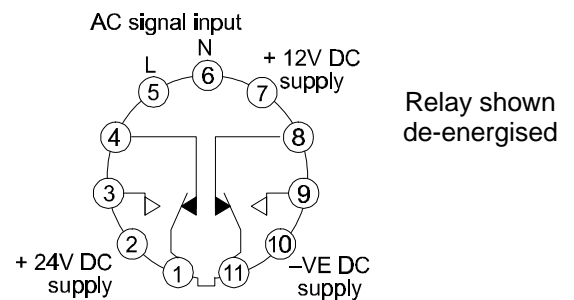 AC signal input
L
N
+ 12V DC
supply
5
6
7
4
8
3
9
2
10
1
11
+ 24V DC
supply
–VE DC
supply
Relay shown
de-energised